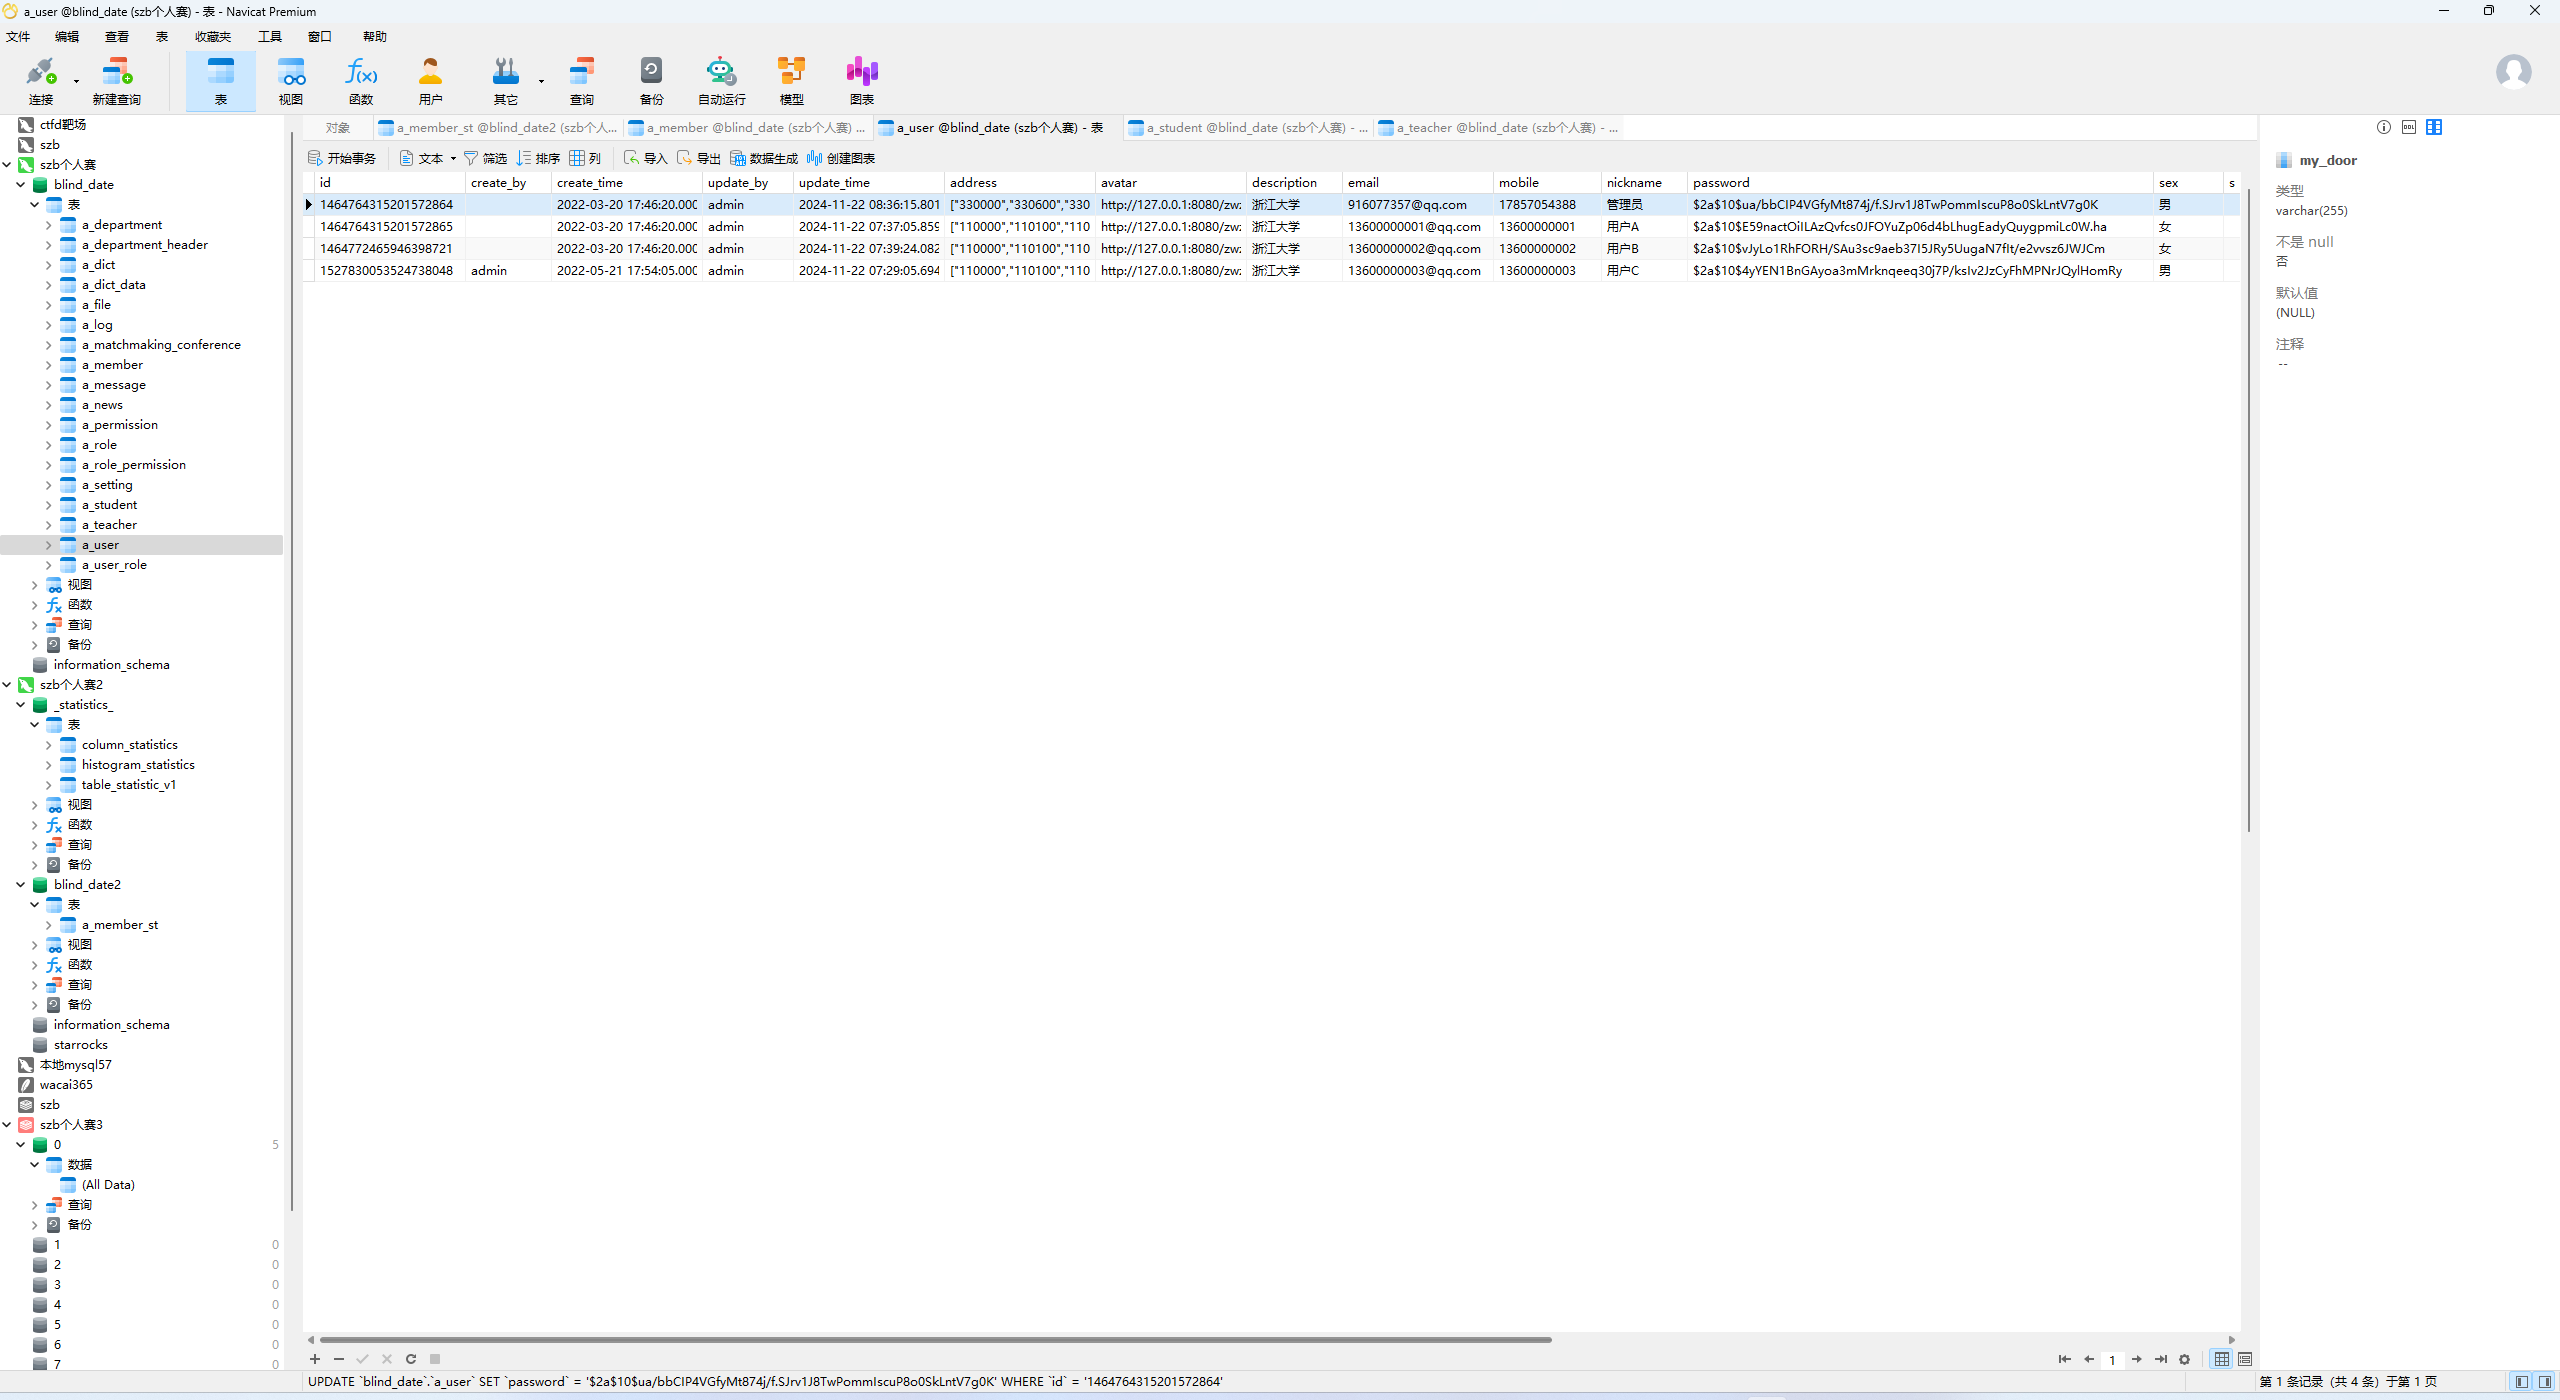 a_user @blind_date (szb个人赛) - 表 - Navicat Premium
文件 编辑 查看 表 收藏夹 工具 窗口 帮助
连接 新建查询 表 视图 函数 用户 其它 查询 备份 自动运行 模型 图表
对象 a_member_st @blind_date2 (szb个人... a_member @blind_date (szb个人赛) ... a_user @blind_date (szb个人赛) - 表 a_student @blind_date (szb个人赛) - ... a_teacher @blind_date (szb个人赛) - ...
开始事务 文本 筛选 排序 列 导入 导出 数据生成 创建图表
id create_by create_time update_by update_time address avatar description email mobile nickname password sex s
1464764315201572864 2022-03-20 17:46:20.000 admin 2024-11-22 08:36:15.801 ["330000","330600","330 http://127.0.0.1:8080/zw: 浙江大学 916077357@qq.com 17857054388 管理员 $2a$10$ua/bbCIP4VGfyMt874j/f.SJrv1J8TwPommIscuP8o0SkLntV7g0K 男
1464764315201572865 2022-03-20 17:46:20.000 admin 2024-11-22 07:37:05.859 ["110000","110100","110 http://127.0.0.1:8080/zw: 浙江大学 13600000001@qq.com 13600000001 用户A $2a$10$E59nactOiILAzQvfcs0JFOYuZp06d4bLhugEadyQuygpmiLc0W.ha 女
1464772465946398721 2022-03-20 17:46:20.000 admin 2024-11-22 07:39:24.082 ["110000","110100","110 http://127.0.0.1:8080/zw: 浙江大学 13600000002@qq.com 13600000002 用户B $2a$10$vJyLo1RhFORH/SAu3sc9aeb37I5JRy5UugaN7fIt/e2vvsz6JWJCm 女
1527830053524738048 admin 2022-05-21 17:54:05.000 admin 2024-11-22 07:29:05.694 ["110000","110100","110 http://127.0.0.1:8080/zw: 浙江大学 13600000003@qq.com 13600000003 用户C $2a$10$4yYEN1BnGAyoa3mMrknqeeq30j7P/ksIv2JzCyFhMPNrJQylHomRy 男
ctfd靶场
szb
szb个人赛
blind_date
表
a_department
a_department_header
a_dict
a_dict_data
a_file
a_log
a_matchmaking_conference
a_member
a_message
a_news
a_permission
a_role
a_role_permission
a_setting
a_student
a_teacher
a_user
a_user_role
视图
函数
查询
备份
information_schema
szb个人赛2
_statistics_
表
column_statistics
histogram_statistics
table_statistic_v1
视图
函数
查询
备份
blind_date2
表
a_member_st
视图
函数
查询
备份
information_schema
starrocks
本地mysql57
wacai365
szb
szb个人赛3
0 5
数据
(All Data)
查询
备份
1 0
2 0
3 0
4 0
5 0
6 0
7 0
DDL
my_door
类型
varchar(255)
不是 null
否
默认值
(NULL)
注释
--
1
UPDATE `blind_date`.`a_user` SET `password` = '$2a$10$ua/bbCIP4VGfyMt874j/f.SJrv1J8TwPommIscuP8o0SkLntV7g0K' WHERE `id` = '1464764315201572864'
第 1 条记录 (共 4 条) 于第 1 页